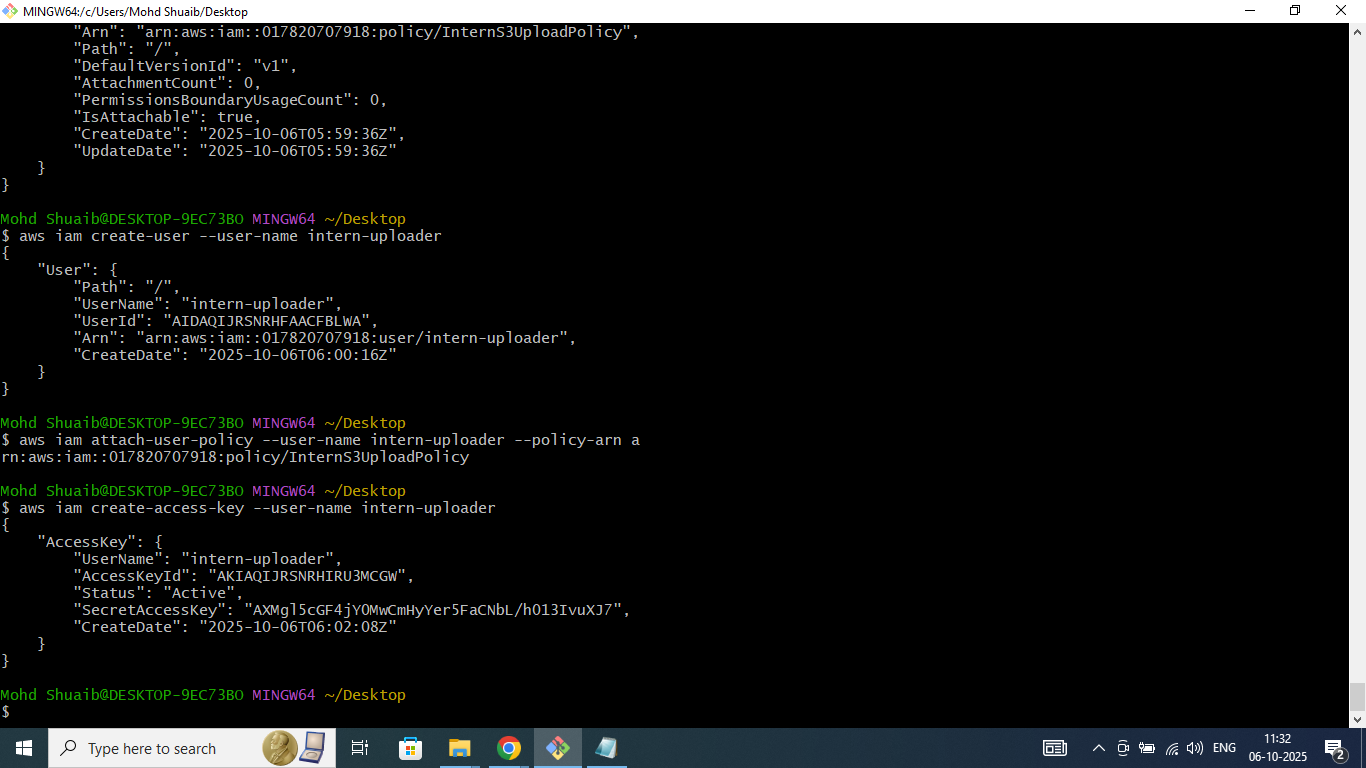 MINGW64:/c/Users/Mohd Shuaib/Desktop
        "Arn": "arn:aws:iam::017820707918:policy/InternS3UploadPolicy",
        "Path": "/",
        "DefaultVersionId": "v1",
        "AttachmentCount": 0,
        "PermissionsBoundaryUsageCount": 0,
        "IsAttachable": true,
        "CreateDate": "2025-10-06T05:59:36Z",
        "UpdateDate": "2025-10-06T05:59:36Z"
    }
}
Mohd Shuaib@DESKTOP-9EC73BO MINGW64 ~/Desktop
$ aws iam create-user --user-name intern-uploader
{
    "User": {
        "Path": "/",
        "UserName": "intern-uploader",
        "UserId": "AIDAQIJRSNRHFAACFBLWA",
        "Arn": "arn:aws:iam::017820707918:user/intern-uploader",
        "CreateDate": "2025-10-06T06:00:16Z"
    }
}
Mohd Shuaib@DESKTOP-9EC73BO MINGW64 ~/Desktop
$ aws iam attach-user-policy --user-name intern-uploader --policy-arn a
rn:aws:iam::017820707918:policy/InternS3UploadPolicy
Mohd Shuaib@DESKTOP-9EC73BO MINGW64 ~/Desktop
$ aws iam create-access-key --user-name intern-uploader
{
    "AccessKey": {
        "UserName": "intern-uploader",
        "AccessKeyId": "AKIAQIJRSNRHIRU3MCGW",
        "Status": "Active",
        "SecretAccessKey": "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",
        "CreateDate": "2025-10-06T06:02:08Z"
    }
}
Mohd Shuaib@DESKTOP-9EC73BO MINGW64 ~/Desktop
$
Type here to search
ENG
11:32
06-10-2025
2